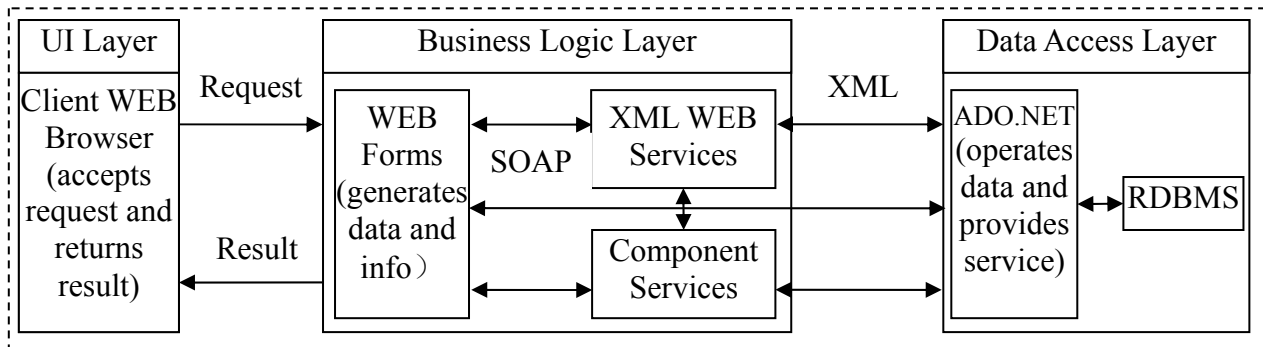 UI Layer
Client WEB
Browser
(accepts
request and
returns
result)
Request
Result
Business Logic Layer
WEB
Forms
(generates
data and
info）
SOAP
XML WEB
Services
Component
Services
XML
Data Access Layer
ADO.NET
(operates
data and
provides
service)
RDBMS